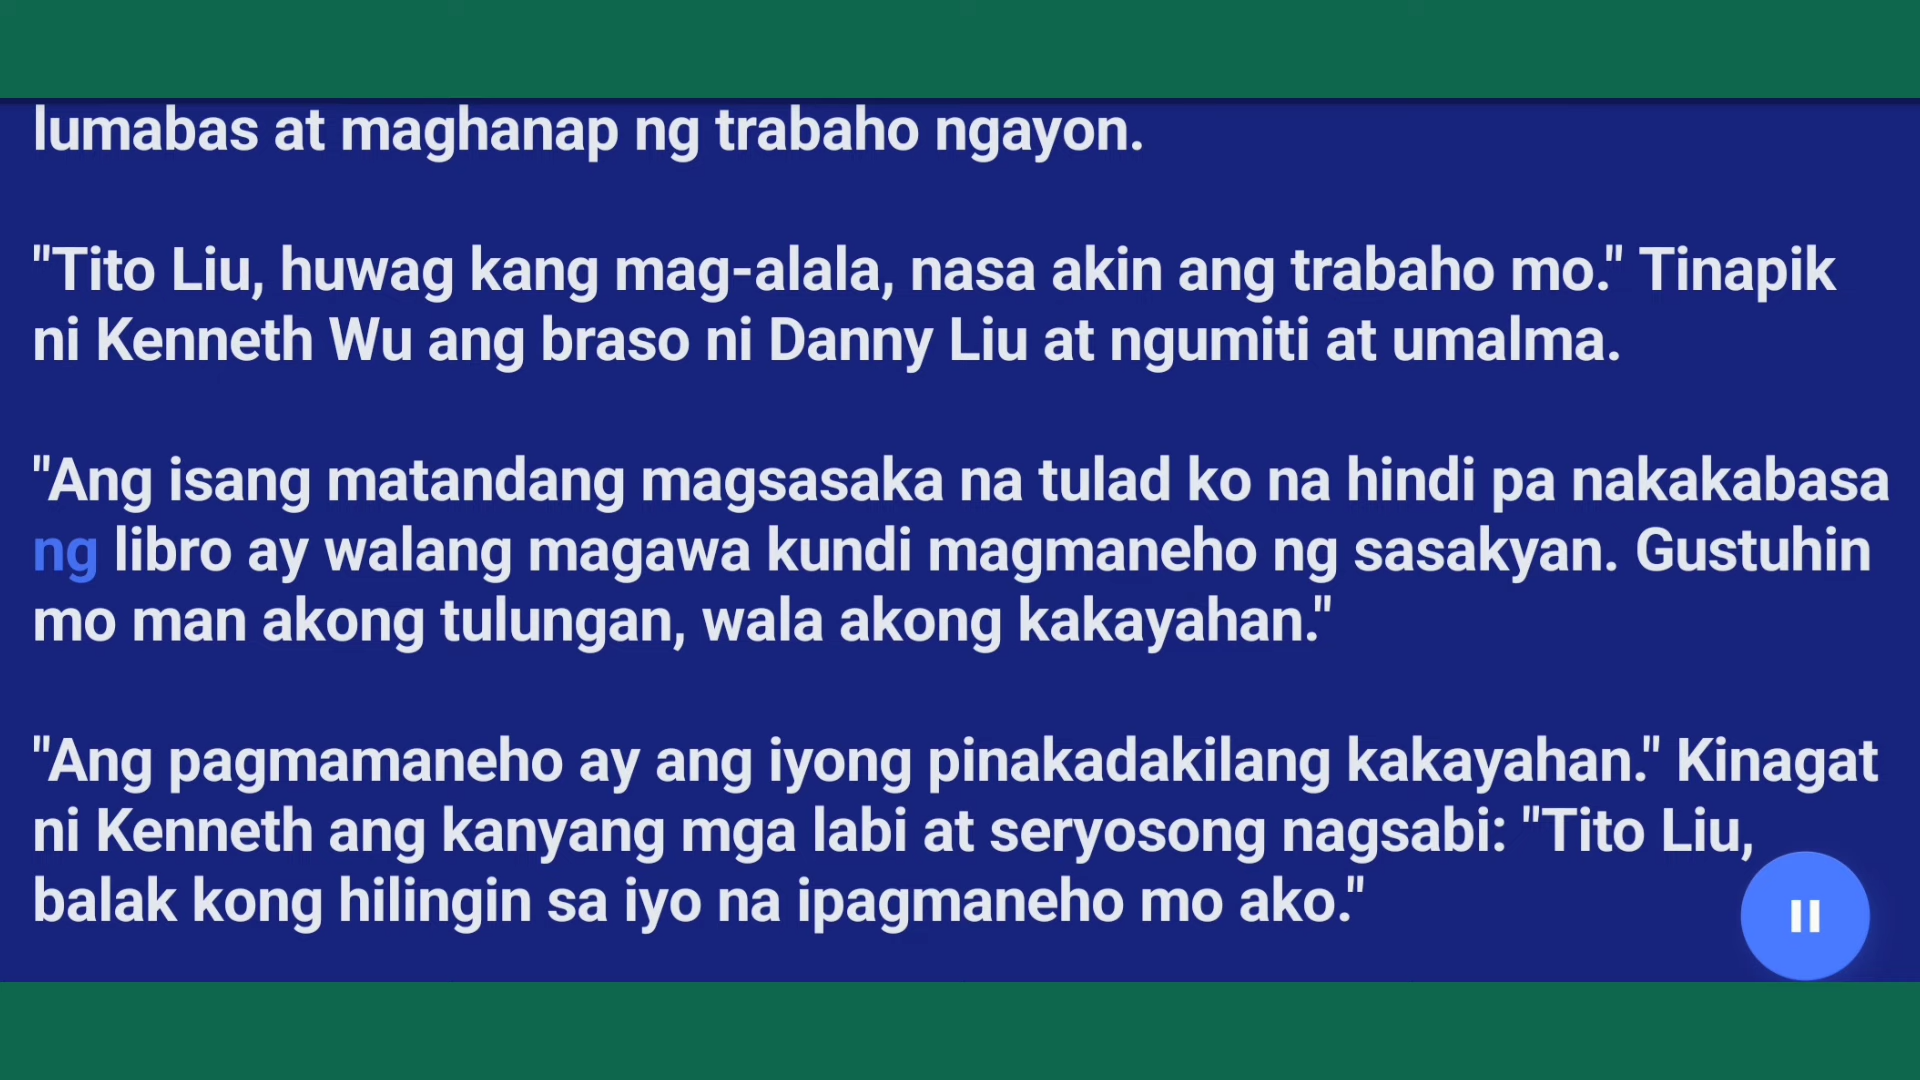 lumabas at maghanap ng trabaho ngayon.
"Tito Liu, huwag kang mag-alala, nasa akin ang trabaho mo." Tinapik
ni Kenneth Wu ang braso ni Danny Liu at ngumiti at umalma.
"Ang isang matandang magsasaka na tulad ko na hindi pa nakakabasa
ng libro ay walang magawa kundi magmaneho ng sasakyan. Gustuhin
mo man akong tulungan, wala akong kakayahan."
"Ang pagmamaneho ay ang iyong pinakadakilang kakayahan." Kinagat
ni Kenneth ang kanyang mga labi at seryosong nagsabi: "Tito Liu,
balak kong hilingin sa iyo na ipagmaneho mo ako."